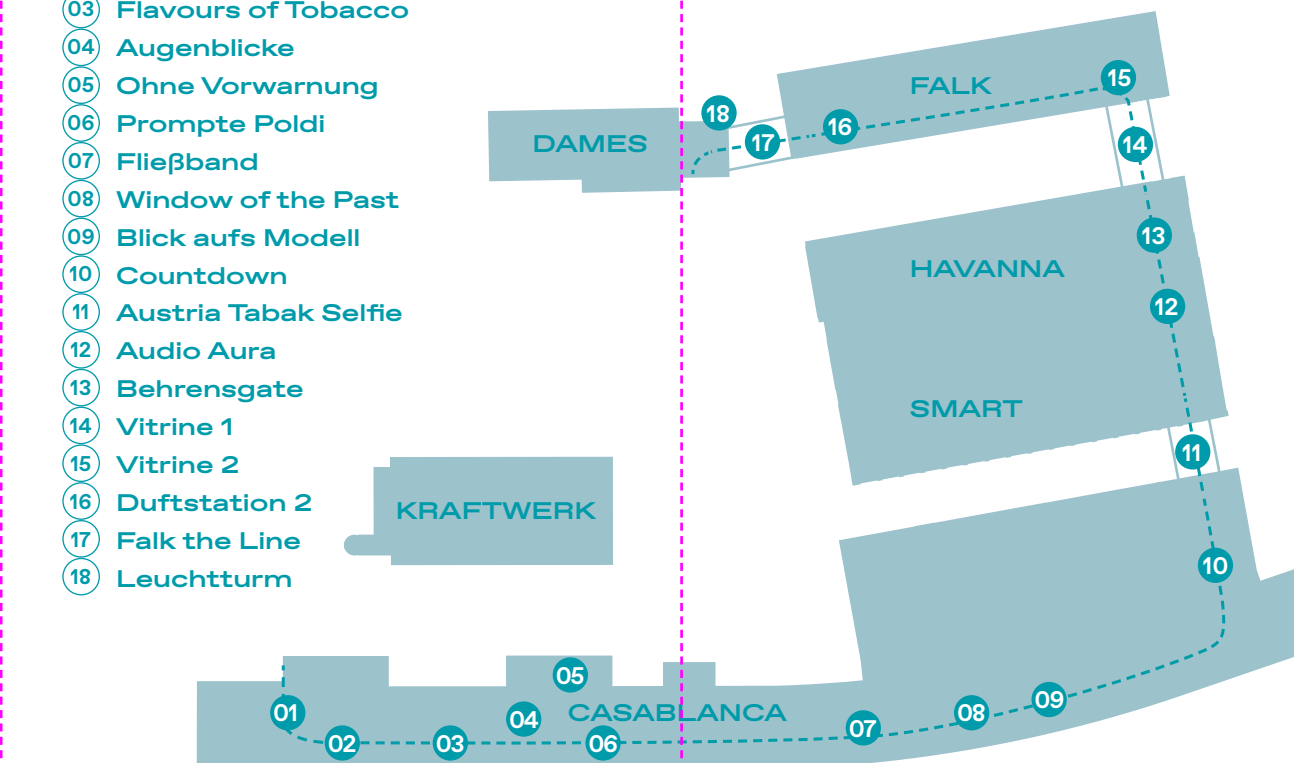 03 Flavours of Tobacco
04 Augenblicke
05 Ohne Vorwarnung
06 Prompte Poldi
07 Fließband
08 Window of the Past
09 Blick aufs Modell
10 Countdown
11 Austria Tabak Selfie
12 Audio Aura
13 Behrensgate
14 Vitrine 1
15 Vitrine 2
16 Duftstation 2
17 Falk the Line
18 Leuchtturm
FALK
15
18
16
17
DAMES
14
13
HAVANNA
12
SMART
11
KRAFTWERK
10
05
01
04
CASABLANCA
09
08
07
02
03
06